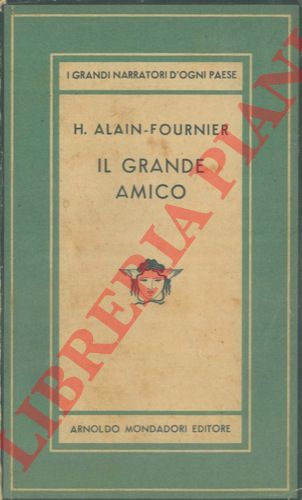 I GRANDI NARRATORI D'OGNI PAESE
H. ALAIN-FOURNIER
IL GRANDE
AMICO
ARNOLDO MONDADORI EDITORE
LIBRERIA PIANI